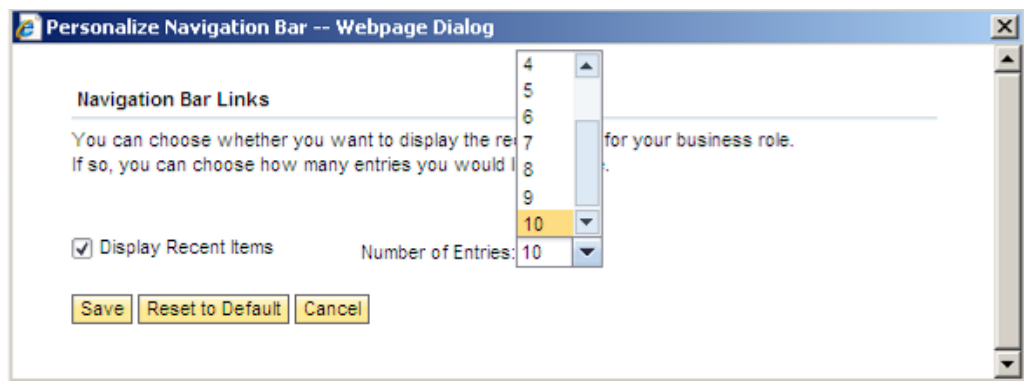 Personalize Navigation Bar -- Webpage Dialog
Navigation Bar Links
You can choose whether you want to display the for your business role.
If so, you can choose how many entries you would
4
5
6
7
8
9
10
Display Recent Items
Number of Entries: 10
Save Reset to Default Cancel